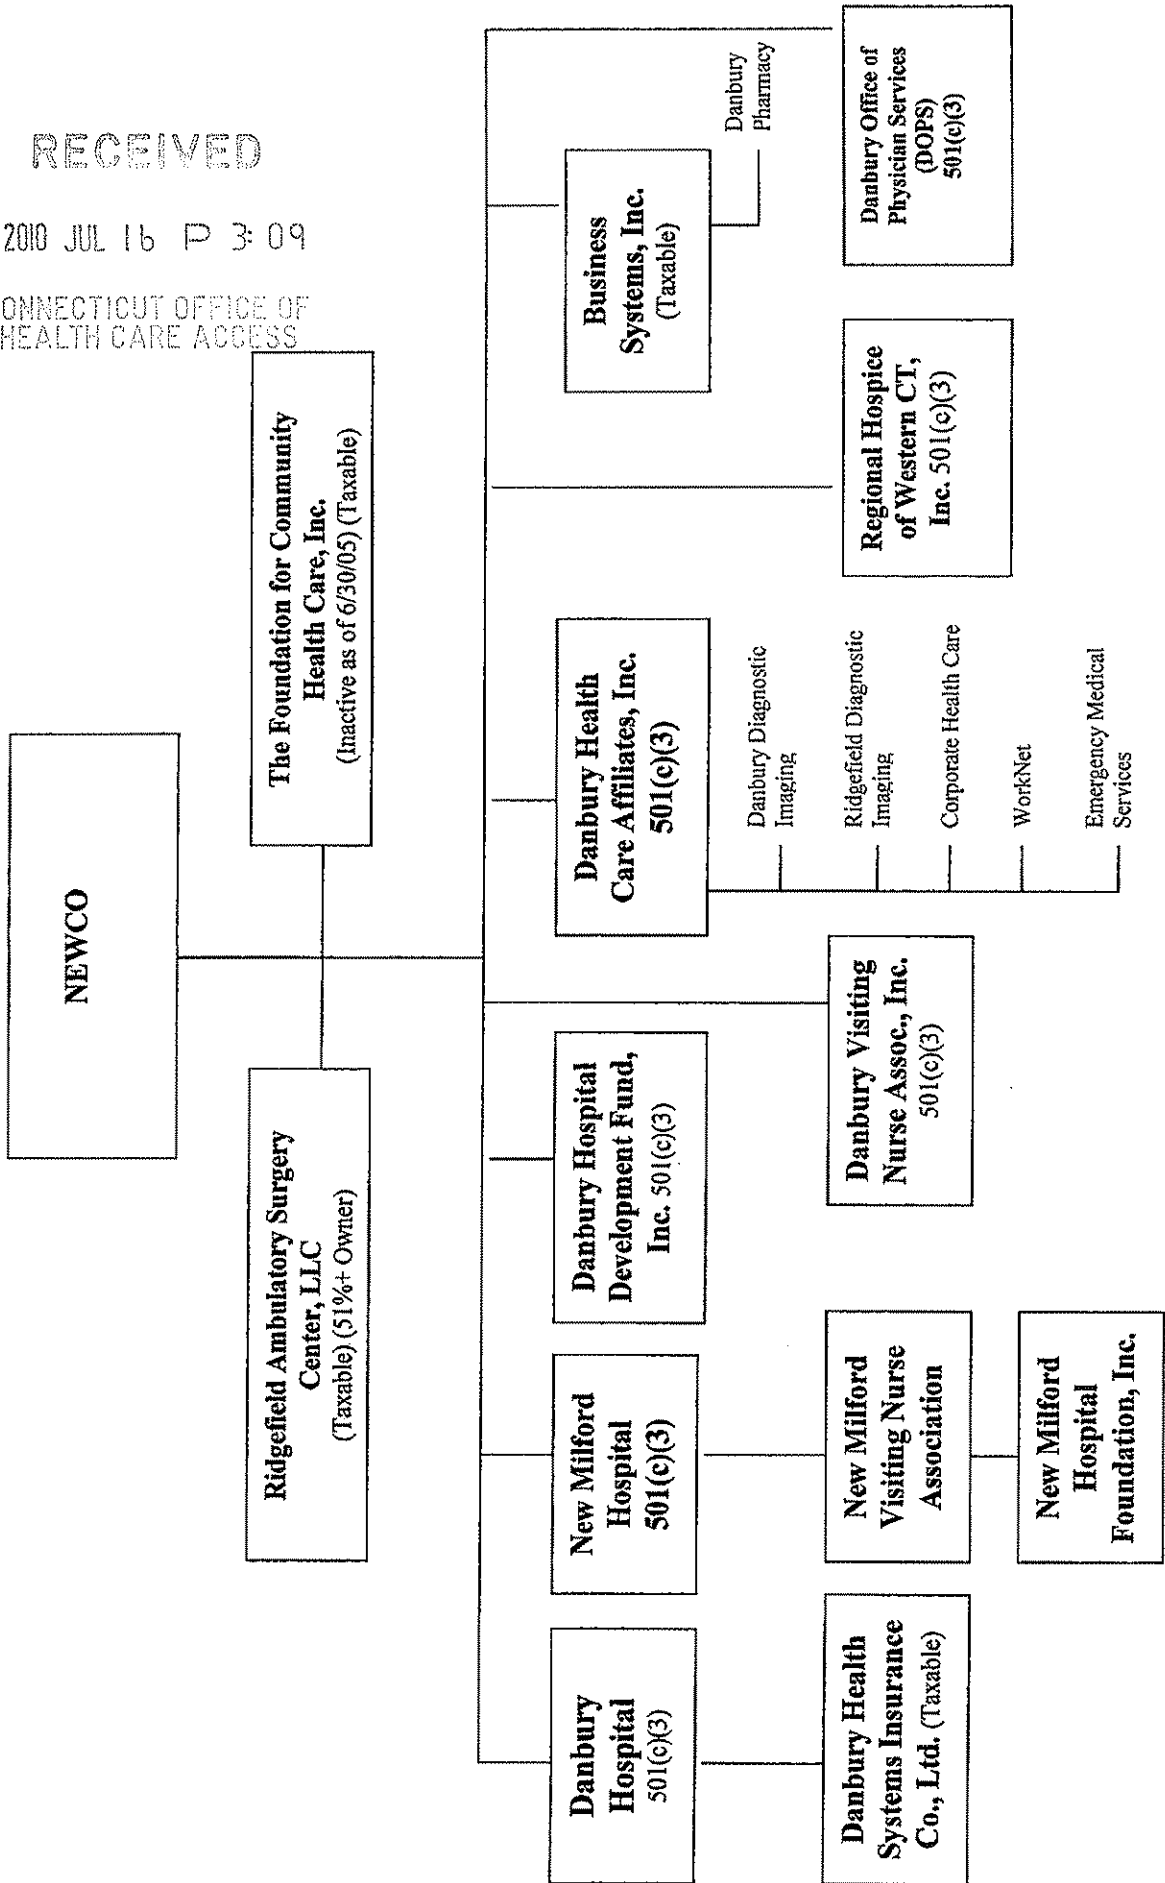 RECEIVED
2010 JUL 16 P 3:09
ONNECTICUT OFFICE OF
HEALTH CARE ACCESS
NEWCO
Ridgefield Ambulatory Surgery
Center, LLC
(Taxable) (51%+ Owner)
The Foundation for Community
Health Care, Inc.
(Inactive as of 6/30/05) (Taxable)
Danbury
Hospital
501(c)(3)
New Milford
Hospital
501(c)(3)
Danbury Hospital
Development Fund,
Inc. 501(c)(3)
Danbury Health
Care Affiliates, Inc.
501(c)(3)
Business
Systems, Inc.
(Taxable)
Danbury
Pharmacy
Danbury Diagnostic
Imaging
Ridgefield Diagnostic
Imaging
Corporate Health Care
WorkNet
Emergency Medical
Services
Danbury Health
Systems Insurance
Co., Ltd. (Taxable)
New Milford
Visiting Nurse
Association
Danbury Visiting
Nurse Assoc., Inc.
501(c)(3)
Regional Hospice
of Western CT,
Inc. 501(c)(3)
Danbury Office of
Physician Services
(DOPS)
501(c)(3)
New Milford
Hospital
Foundation, Inc.